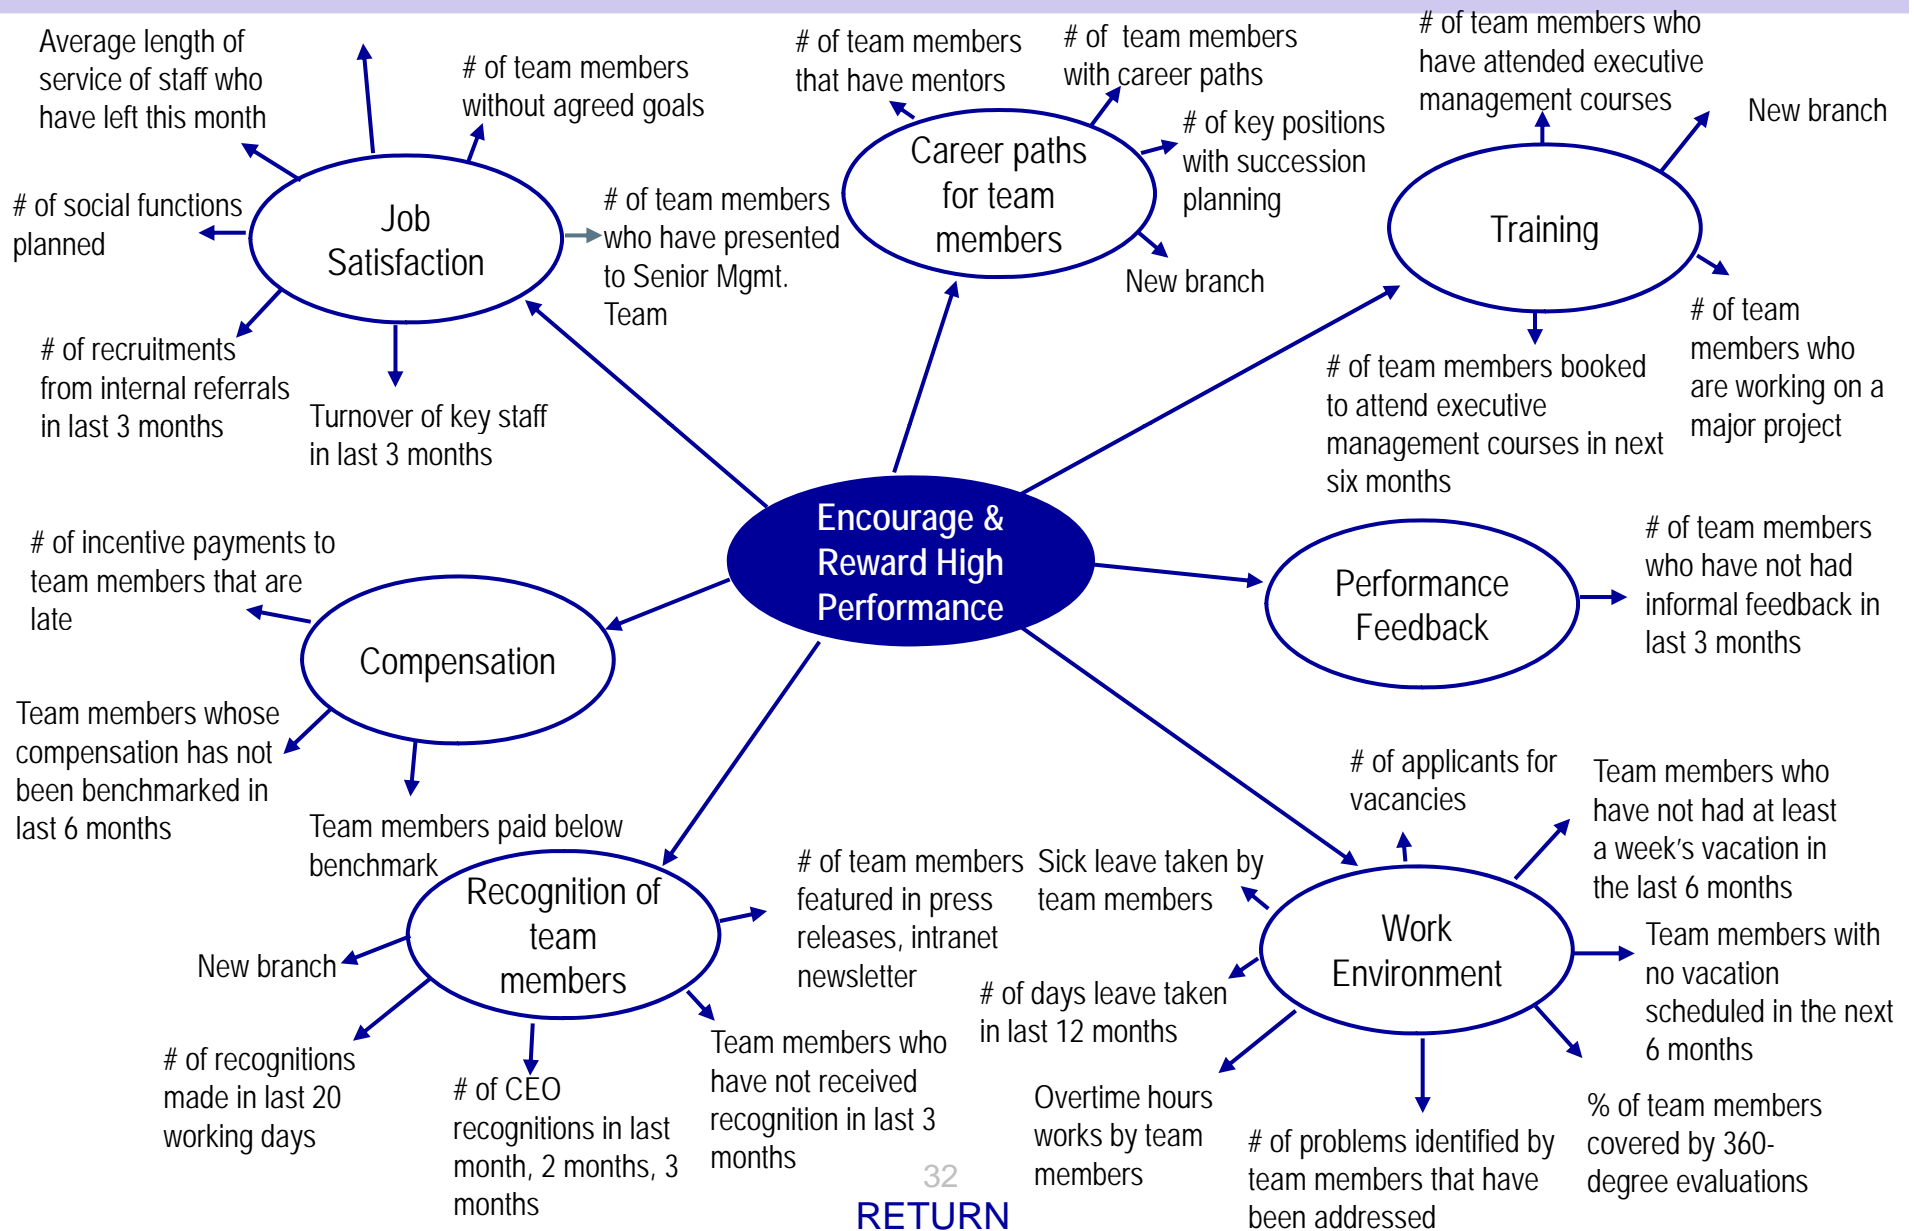 Average length of
service of staff who
have left this month
# of team members
without agreed goals
# of social functions
planned
Job
Satisfaction
# of team members
who have presented
to Senior Mgmt.
Team
# of recruitments
from internal referrals
in last 3 months
Turnover of key staff
in last 3 months
# of team members
that have mentors
# of  team members
with career paths
# of key positions
with succession
planning
Career paths
for team
members
New branch
# of team members who
have attended executive
management courses
New branch
Training
# of team
members who
are working on a
major project
# of team members booked
to attend executive
management courses in next
six months
Encourage &
Reward High
Performance
# of incentive payments to
team members that are
late
Compensation
Team members whose
compensation has not
been benchmarked in
last 6 months
Team members paid below
benchmark
Performance
Feedback
# of team members
who have not had
informal feedback in
last 3 months
Recognition of
team
members
# of team members
featured in press
releases, intranet
newsletter
New branch
# of recognitions
made in last 20
working days
# of CEO
recognitions in last
month, 2 months, 3
months
Team members who
have not received
recognition in last 3
months
# of applicants for
vacancies
Team members who
have not had at least
a week's vacation in
the last 6 months
Sick leave taken by
team members
Work
Environment
Team members with
no vacation
scheduled in the next
6 months
# of days leave taken
in last 12 months
Overtime hours
works by team
members
# of problems identified by
team members that have
been addressed
% of team members
covered by 360-
degree evaluations
32
RETURN